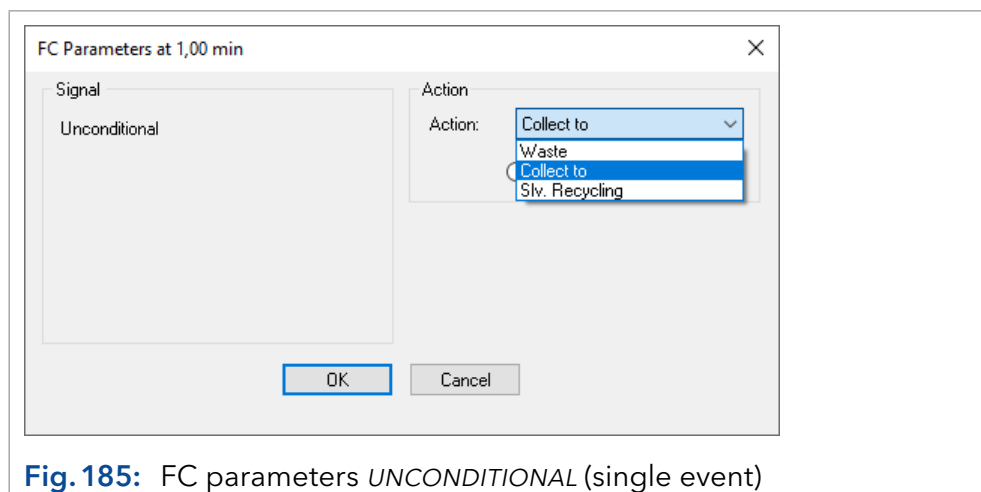 FC Parameters at 1,00 min
Signal
Unconditional
Action
Action: Collect to
Waste
Collect to
Slv. Recycling
OK Cancel
Fig. 185: FC parameters UNCONDITIONAL (single event)